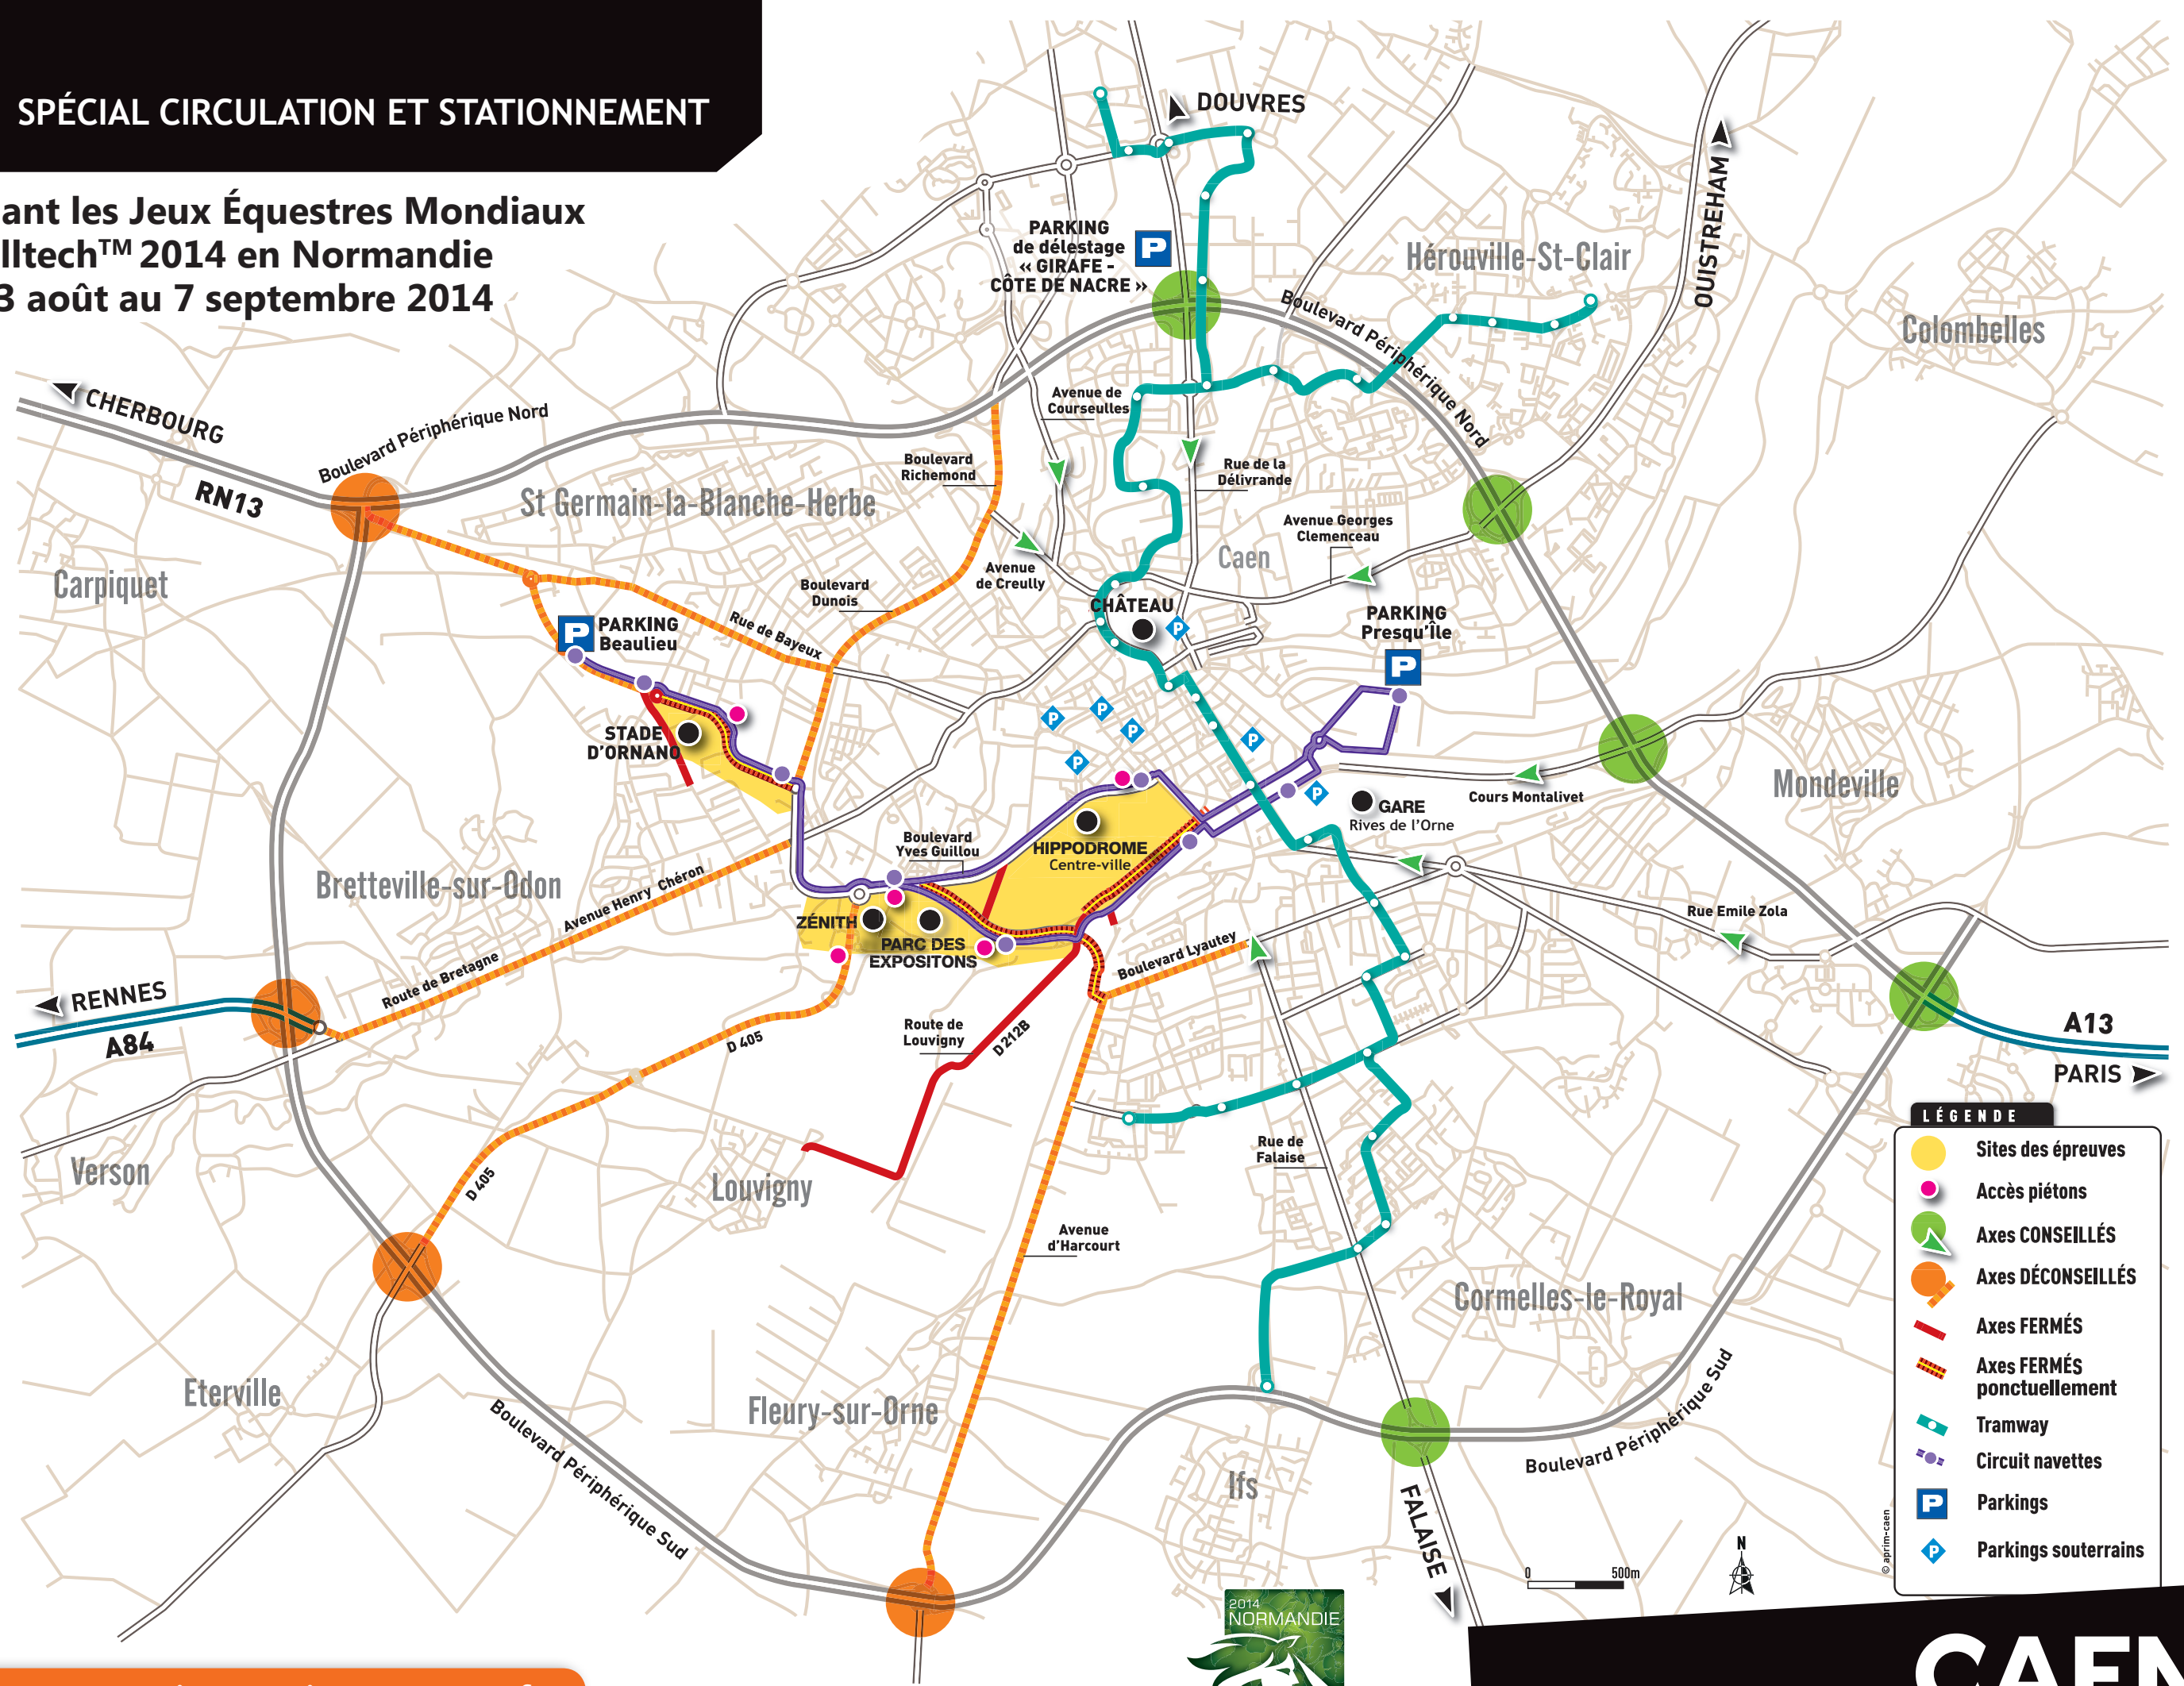 SPÉCIAL CIRCULATION ET STATIONNEMENT
ant les Jeux Équestres Mondiaux
lltech™ 2014 en Normandie
3 août au 7 septembre 2014
DOUVRES
OUISTREHAM
PARKING
de délestage
« GIRAFE -
CÔTE DE NACRE »
P
Hérouville-St-Clair
Colombelles
Boulevard Périphérique Nord
CHERBOURG
RN13
Boulevard Périphérique Nord
Avenue de
Courseulles
Boulevard
Richemond
Rue de la
Délivrande
St Germain-la-Blanche-Herbe
Avenue Georges
Clemenceau
Caen
Carpiquet
Avenue
de Creully
Boulevard
Dunois
CHÂTEAU
P
PARKING
Presqu'Île
P
P
PARKING
Beaulieu
Rue de Bayeux
STADE
D'ORNANO
P
P
P
P
P
P
Mondeville
Cours Montalivet
GARE
Rives de l'Orne
Boulevard
Yves Guillou
HIPPODROME
Centre-ville
Bretteville-sur-Odon
Avenue Henry Chéron
Route de Bretagne
ZÉNITH
PARC DES
EXPOSITONS
Rue Emile Zola
Boulevard Lyautey
RENNES
A84
A13
PARIS
D 405
Route de
Louvigny
D 212B
Verson
D 405
Louvigny
Rue de
Falaise
Avenue
d'Harcourt
Cormelles-le-Royal
Eterville
Fleury-sur-Orne
Boulevard Périphérique Sud
Ifs
Boulevard Périphérique Sud
FALAISE
0 500m
N
© aprim-caen
LÉGENDE
Sites des épreuves
Accès piétons
Axes CONSEILLÉS
Axes DÉCONSEILLÉS
Axes FERMÉS
Axes FERMÉS
ponctuellement
Tramway
Circuit navettes
P Parkings
P Parkings souterrains
2014
NORMANDIE
CAEN